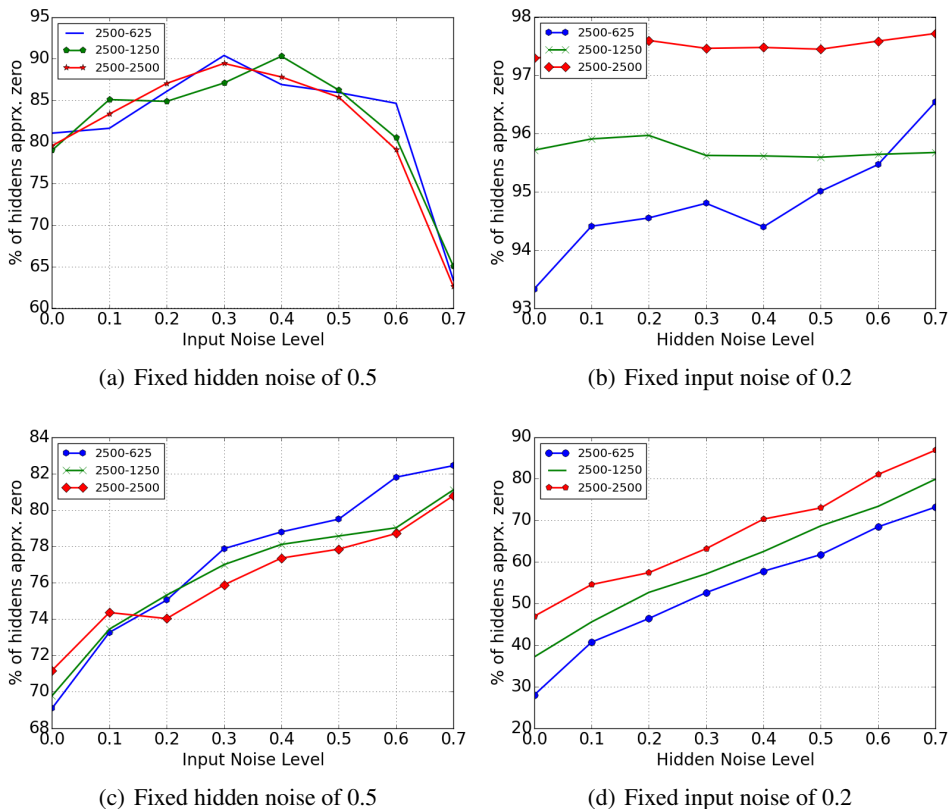 % of hiddens apprx. zero
95
90
85
80
75
70
65
60
2500-625
2500-1250
2500-2500
0.0 0.1 0.2 0.3 0.4 0.5 0.6 0.7
Input Noise Level
(a) Fixed hidden noise of 0.5
% of hiddens apprx. zero
98
97
96
95
94
93
2500-625
2500-1250
2500-2500
0.0 0.1 0.2 0.3 0.4 0.5 0.6 0.7
Hidden Noise Level
(b) Fixed input noise of 0.2
% of hiddens apprx. zero
84
82
80
78
76
74
72
70
68
2500-625
2500-1250
2500-2500
0.0 0.1 0.2 0.3 0.4 0.5 0.6 0.7
Input Noise Level
(c) Fixed hidden noise of 0.5
% of hiddens apprx. zero
90
80
70
60
50
40
30
20
2500-625
2500-1250
2500-2500
0.0 0.1 0.2 0.3 0.4 0.5 0.6 0.7
Hidden Noise Level
(d) Fixed input noise of 0.2